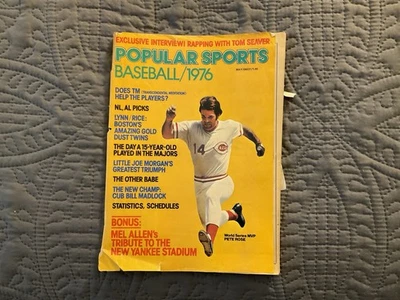 EXCLUSIVE INTERVIEW! RAPPING WITH TOM SEAVER
POPULAR SPORTS
BASEBALL/1976
DOES TM (TRANSCENDENTAL MEDITATION)
HELP THE PLAYERS?
NL, AL PICKS
LYNN/RICE:
BOSTON'S
AMAZING GOLD
DUST TWINS
THE DAY A 15-YEAR-OLD
PLAYED IN THE MAJORS
LITTLE JOE MORGAN'S
GREATEST TRIUMPH
THE OTHER BABE
THE NEW CHAMP:
CUB BILL MADLOCK
STATISTICS, SCHEDULES
BONUS:
MEL ALLEN'S
TRIBUTE TO THE
NEW YANKEE STADIUM
14
World Series MVP
PETE ROSE